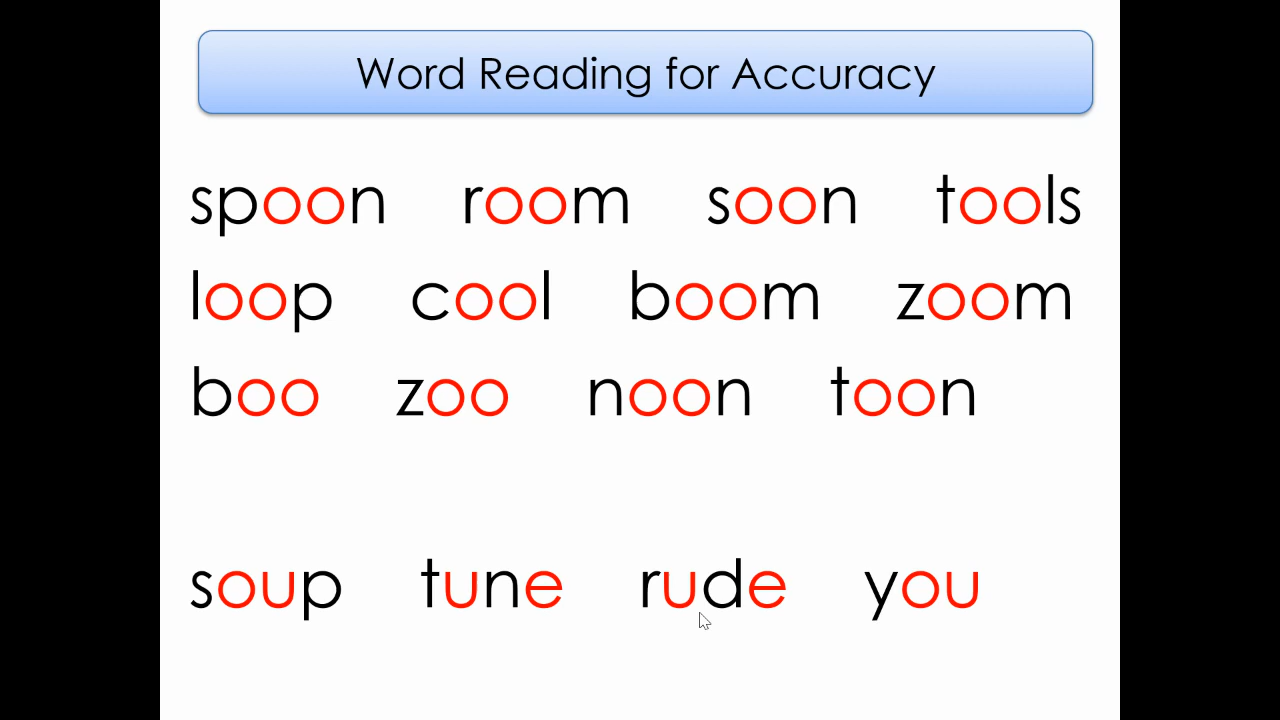 Word Reading for Accuracy
spoon room soon tools
loop cool boom zoom
boo zoo noon toon
soup tune rude you